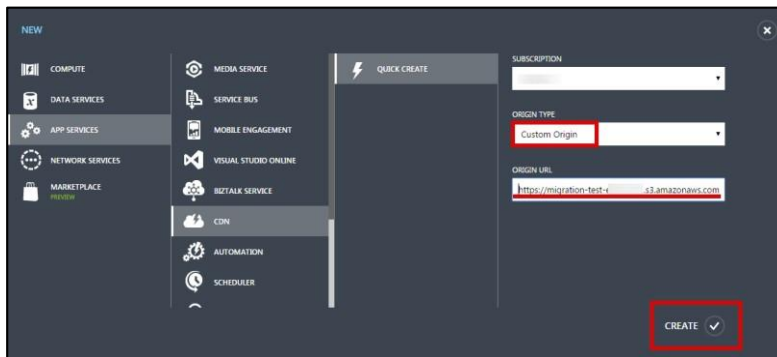 NEW
COMPUTE
DATA SERVICES
APP SERVICES
NETWORK SERVICES
MARKETPLACE
PREVIEW
MEDIA SERVICE
SERVICE BUS
MOBILE ENGAGEMENT
VISUAL STUDIO ONLINE
BIZTALK SERVICE
CDN
AUTOMATION
SCHEDULER
QUICK CREATE
SUBSCRIPTION
ORIGIN TYPE
Custom Origin
ORIGIN URL
https://migration-test- .s3.amazonaws.com
CREATE